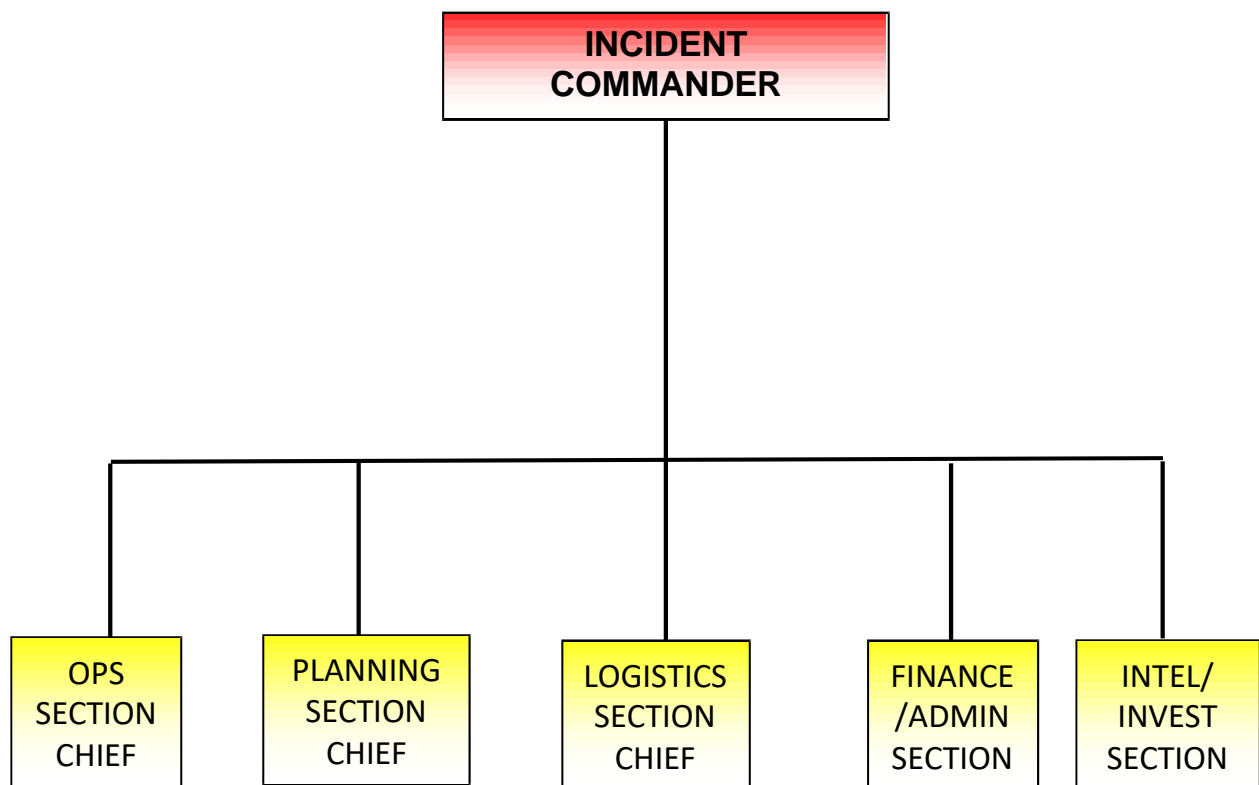 INCIDENT
COMMANDER
OPS
SECTION
CHIEF
PLANNING
SECTION
CHIEF
LOGISTICS
SECTION
CHIEF
FINANCE
/ADMIN
SECTION
INTEL/
INVEST
SECTION